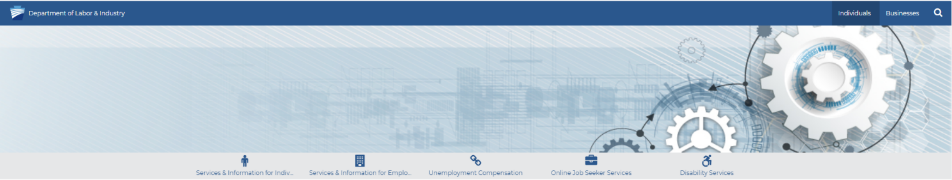 Department of Labor & Industry
Individuals Businesses
Services & Information for Indiv... Services & Information for Emplo... Unemployment Compensation Online Job Seeker Services Disability Services